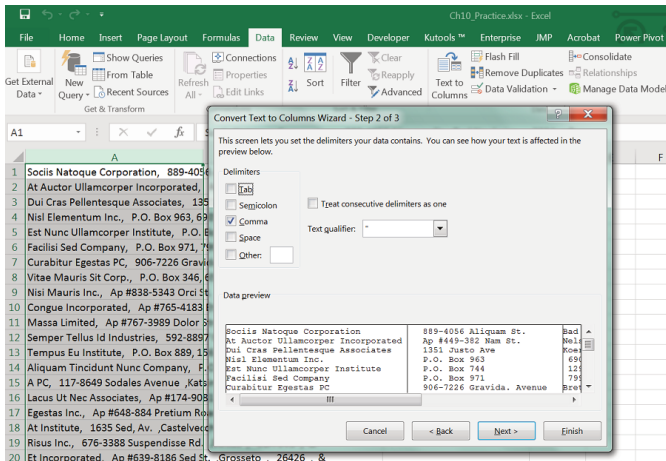 Ch10_Practice.xlsx - Excel
File Home Insert Page Layout Formulas Data Review View Developer Kutools ™ Enterprise JMP Acrobat Power Pivot
Get External Data
New Query
Show Queries
From Table
Recent Sources
Get & Transform
Refresh All
Connections
Properties
Edit Links
Sort
Filter
Clear
Reapply
Advanced
Text to Columns
Flash Fill
Remove Duplicates
Data Validation
Consolidate
Relationships
Manage Data Model
A1 fx S
A F
1 Sociis Natoque Corporation, 889-4056
2 At Auctor Ullamcorper Incorporated,
3 Dui Cras Pellentesque Associates, 135
4 Nisl Elementum Inc., P.O. Box 963, 69
5 Est Nunc Ullamcorper Institute, P.O. B
6 Facilisi Sed Company, P.O. Box 971, 79
7 Curabitur Egestas PC, 906-7226 Gravi
8 Vitae Mauris Sit Corp., P.O. Box 346, 6
9 Nisi Mauris Inc., Ap #838-5343 Orci St
10 Congue Incorporated, Ap #765-4183
11 Massa Limited, Ap #767-3989 Dolor S
12 Semper Tellus Id Industries, 592-8897
13 Tempus Eu Institute, P.O. Box 889, 15
14 Aliquam Tincidunt Nunc Company, P.
15 A PC, 117-8649 Sodales Avenue ,Kats
16 Lacus Ut Nec Associates, Ap #174-908
17 Egestas Inc., Ap #648-884 Pretium Ro
18 At Institute, 1635 Sed, Av. ,Castelvec
19 Risus Inc., 676-3388 Suspendisse Rd.
20 Et Incorporated, Ap #639-8186 Sed St. ,Grosseto , 26426 , &
Convert Text to Columns Wizard - Step 2 of 3
This screen lets you set the delimiters your data contains. You can see how your text is affected in the
preview below.
Delimiters
Tab
Semicolon
Comma
Space
Other:
Treat consecutive delimiters as one
Text qualifier: "
Data preview
Sociis Natoque Corporation 889-4056 Aliquam St. Bad
At Auctor Ullamcorper Incorporated Ap #449-382 Nam St. Nels
Dui Cras Pellentesque Associates 1351 Justo Ave Koer
Nisl Elementum Inc. P.O. Box 963 690
Est Nunc Ullamcorper Institute P.O. Box 744 129
Facilisi Sed Company P.O. Box 971 799
Curabitur Egestas PC 906-7226 Gravida. Avenue Bret
Cancel < Back Next > Finish